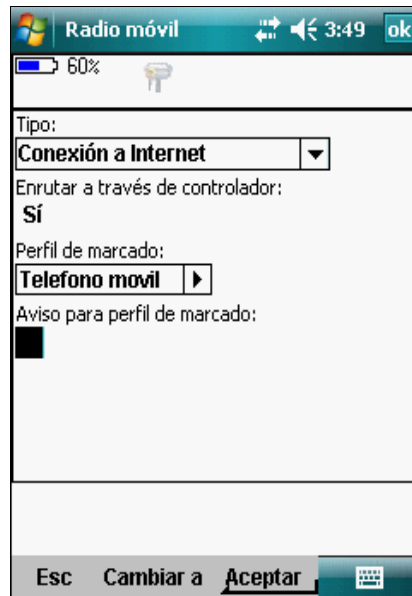 Radio móvil 3:49 ok
60%
Tipo:
Conexión a Internet
Enrutar a través de controlador:
Sí
Perfil de marcado:
Telefono movil
Aviso para perfil de marcado:
Esc Cambiar a Aceptar